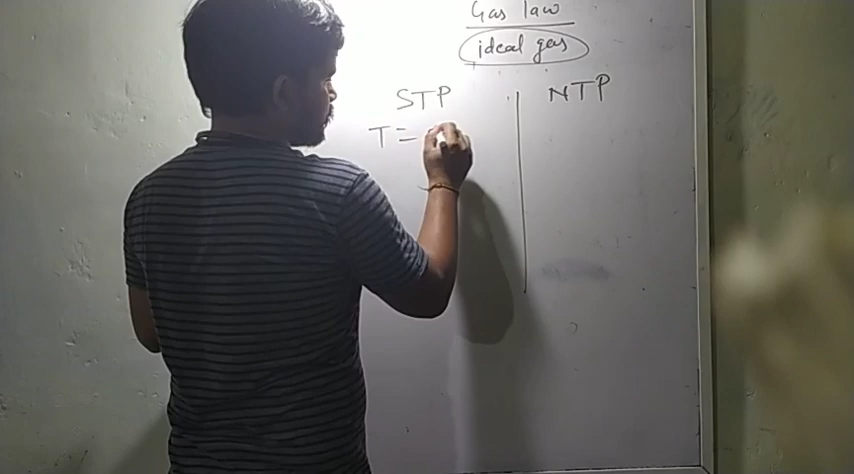 Gas law
ideal gas
STP NTP
T =